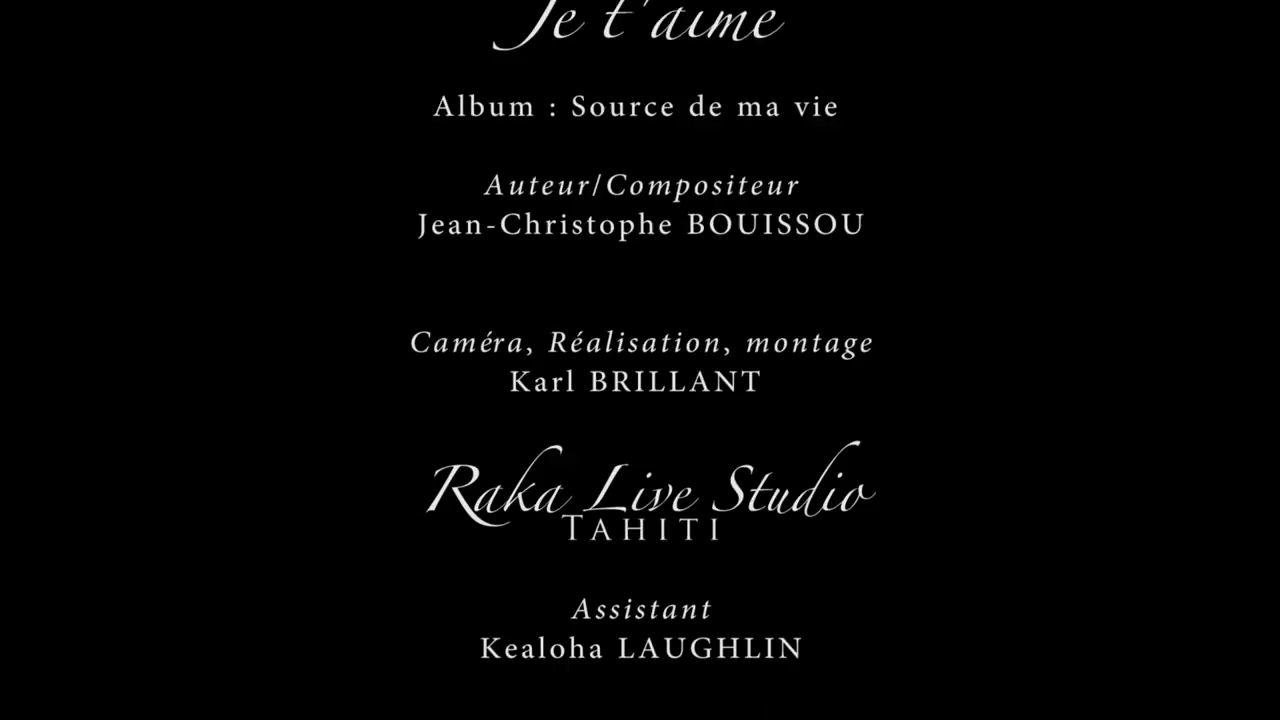 Je t'aime
Album : Source de ma vie
Auteur/Compositeur
Jean-Christophe BOUISSOU
Caméra, Réalisation, montage
Karl BRILLANT
Raka Live Studio
TAHITI
Assistant
Kealoha LAUGHLIN